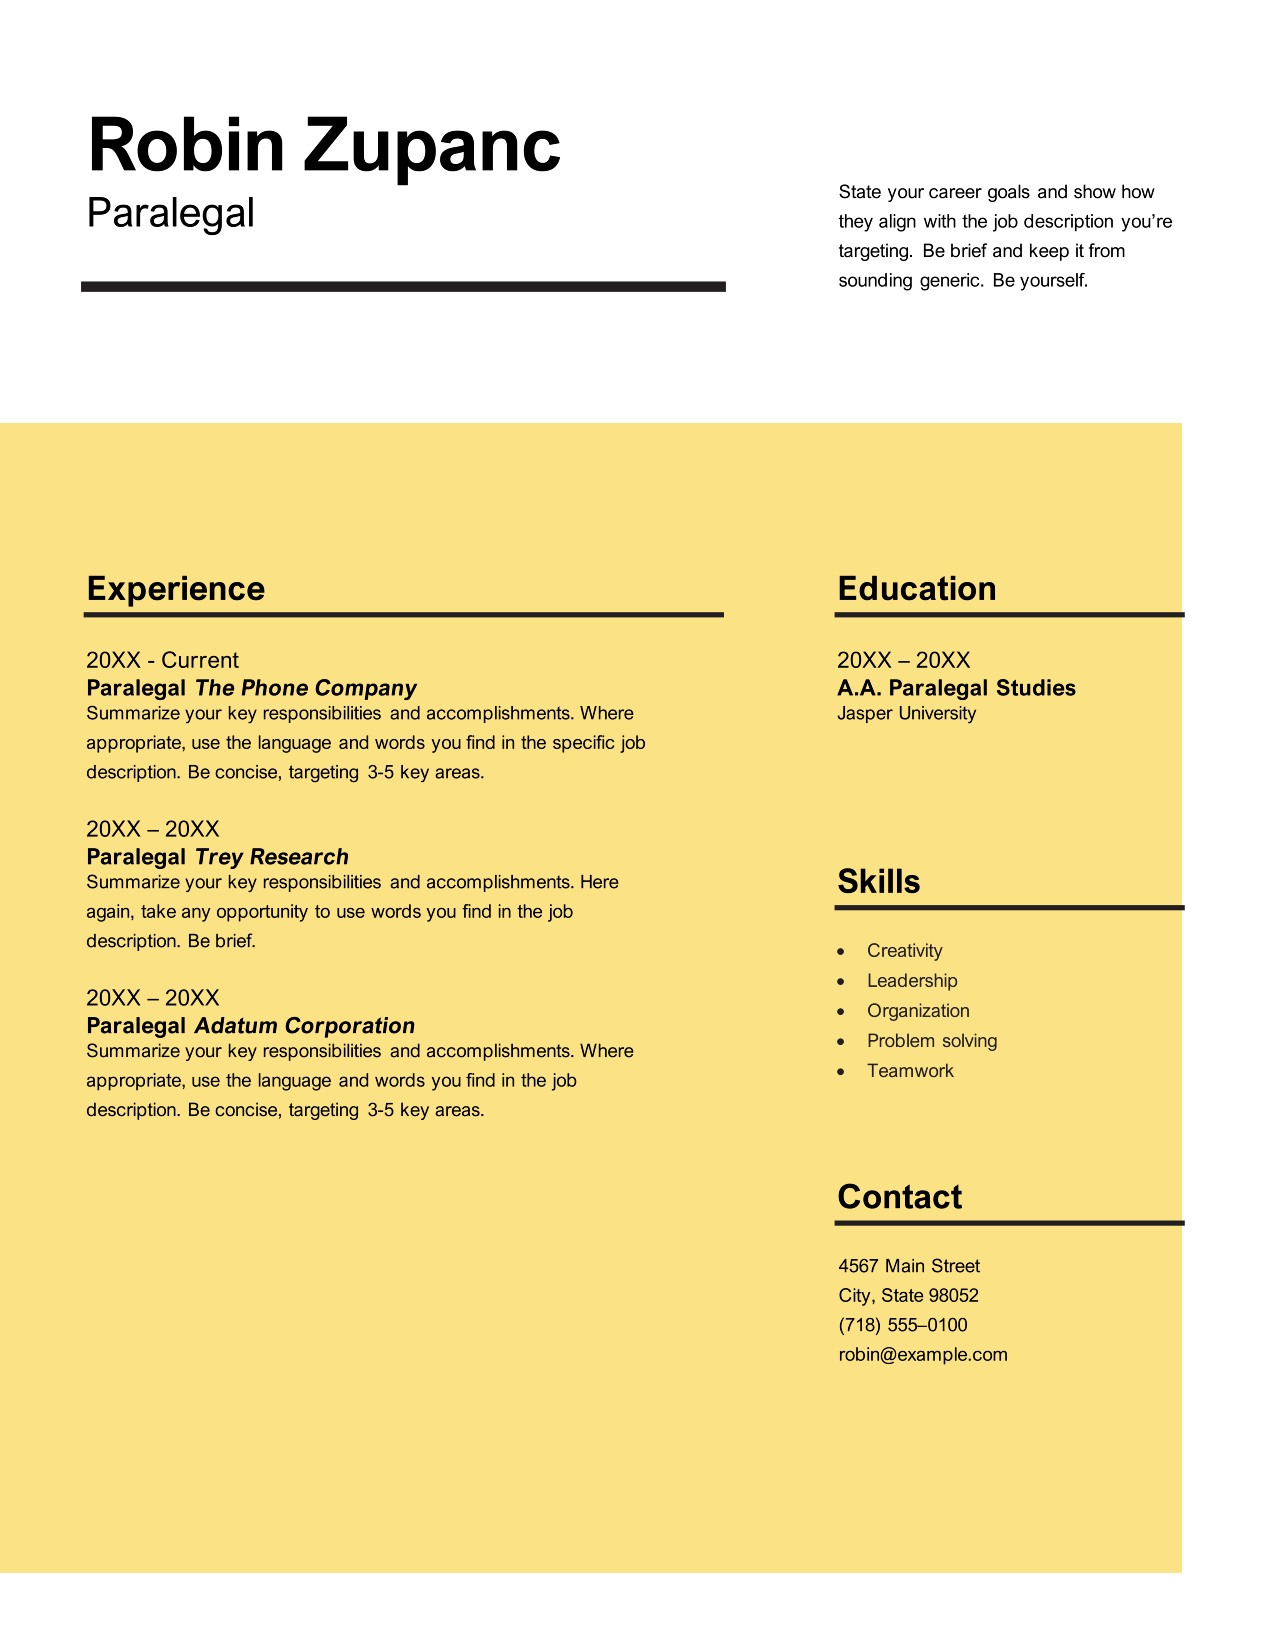 Robin Zupanc
Paralegal
State your career goals and show how
they align with the job description you’re
targeting. Be brief and keep it from
sounding generic. Be yourself.
Experience
20XX - Current
Paralegal The Phone Company
Summarize your key responsibilities and accomplishments. Where
appropriate, use the language and words you find in the specific job
description. Be concise, targeting 3-5 key areas.
20XX – 20XX
Paralegal Trey Research
Summarize your key responsibilities and accomplishments. Here
again, take any opportunity to use words you find in the job
description. Be brief.
20XX – 20XX
Paralegal Adatum Corporation
Summarize your key responsibilities and accomplishments. Where
appropriate, use the language and words you find in the job
description. Be concise, targeting 3-5 key areas.
Education
20XX – 20XX
A.A. Paralegal Studies
Jasper University
Skills
• Creativity
• Leadership
• Organization
• Problem solving
• Teamwork
Contact
4567 Main Street
City, State 98052
(718) 555–0100
robin@example.com